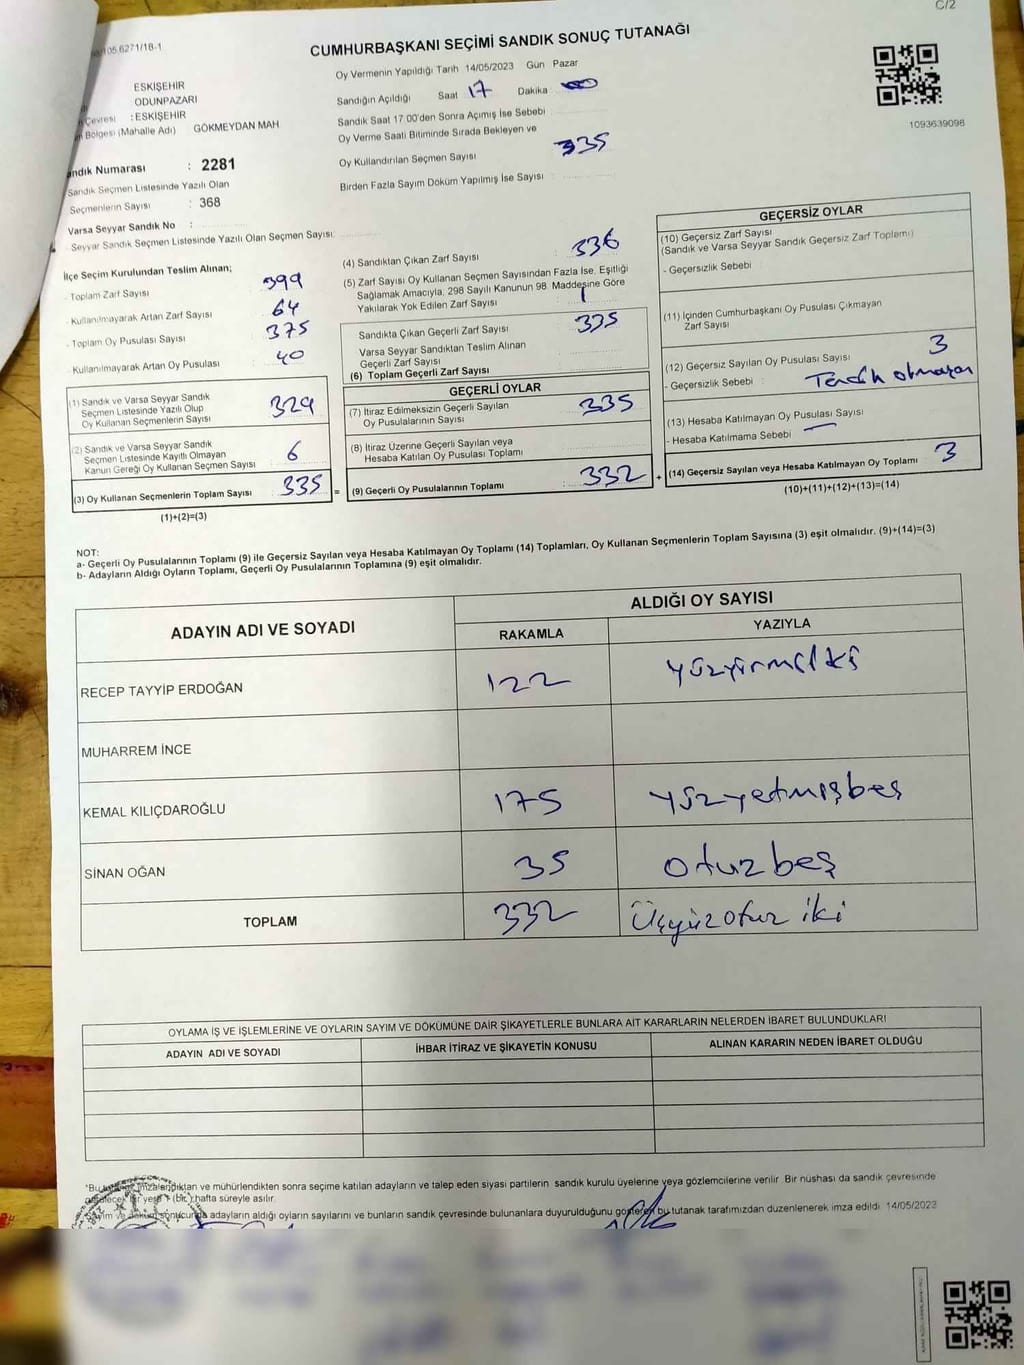 C/2
105.6271/18-1
CUMHURBAŞKANI SEÇİMİ SANDIK SONUÇ TUTANAĞI
ESKİŞEHİR
ODUNPAZARI
Çevresi : ESKİŞEHİR
Bölgesi (Mahalle Adı) GÖKMEYDAN MAH
Sandık Numarası : 2281
Sandık Seçmen Listesinde Yazılı Olan
Seçmenlerin Sayısı : 368
Varsa Seyyar Sandık No :
- Seyyar Sandık Seçmen Listesinde Yazılı Olan Seçmen Sayısı:
Oy Vermenin Yapıldığı Tarih 14/05/2023 Gün Pazar
Sandığın Açıldığı Saat 17 Dakika
Sandık Saat 17 00'den Sonra Açımış İse Sebebi
Oy Verme Saati Bitiminde Sırada Bekleyen ve
Oy Kullandırılan Seçmen Sayısı 335
Birden Fazla Sayım Döküm Yapılmış İse Sayısı :
1093639098
İlçe Seçim Kurulundan Teslim Alınan;
- Toplam Zarf Sayısı : 399
- Kullanılmayarak Artan Zarf Sayısı : 64
- Toplam Oy Pusulası Sayısı : 375
- Kullanılmayarak Artan Oy Pusulası : 40
(1) Sandık ve Varsa Seyyar Sandık
Seçmen Listesinde Yazılı Olup
Oy Kullanan Seçmenlerin Sayısı 329
(2) Sandık ve Varsa Seyyar Sandık
Seçmen Listesinde Kayıtlı Olmayan
Kanun Gereği Oy Kullanan Seçmen Sayısı 6
(3) Oy Kullanan Seçmenlerin Toplam Sayısı 335 =
(1)+(2)=(3)
(4) Sandıktan Çıkan Zarf Sayısı : 336
(5) Zarf Sayısı Oy Kullanan Seçmen Sayısından Fazla İse, Eşitliği
Sağlamak Amacıyla, 298 Sayılı Kanunun 98. Maddesine Göre
Yakılarak Yok Edilen Zarf Sayısı : 1
Sandıkta Çıkan Geçerli Zarf Sayısı : 335
Varsa Seyyar Sandıktan Teslim Alınan
Geçerli Zarf Sayısı
(6) Toplam Geçerli Zarf Sayısı
GEÇERLİ OYLAR
(7) İtiraz Edilmeksizin Geçerli Sayılan
Oy Pusulalarının Sayısı : 335
(8) İtiraz Üzerine Geçerli Sayılan veya
Hesaba Katılan Oy Pusulası Toplamı
(9) Geçerli Oy Pusulalarının Toplamı : 332 +
GEÇERSİZ OYLAR
(10) Geçersiz Zarf Sayısı
(Sandık ve Varsa Seyyar Sandık Geçersiz Zarf Toplamı)
- Geçersizlik Sebebi
(11) İçinden Cumhurbaşkanı Oy Pusulası Çıkmayan
Zarf Sayısı
(12) Geçersiz Sayılan Oy Pusulası Sayısı 3
- Geçersizlik Sebebi : Tercih olmayan
(13) Hesaba Katılmayan Oy Pusulası Sayısı
- Hesaba Katılmama Sebebi
(14) Geçersiz Sayılan veya Hesaba Katılmayan Oy Toplamı 3
(10)+(11)+(12)+(13)=(14)
NOT:
a- Geçerli Oy Pusulalarının Toplamı (9) ile Geçersiz Sayılan veya Hesaba Katılmayan Oy Toplamı (14) Toplamları, Oy Kullanan Seçmenlerin Toplam Sayısına (3) eşit olmalıdır. (9)+(14)=(3)
b- Adayların Aldığı Oyların Toplamı, Geçerli Oy Pusulalarının Toplamına (9) eşit olmalıdır.
ADAYIN ADI VE SOYADI
ALDIĞI OY SAYISI
RAKAMLA YAZIYLA
RECEP TAYYİP ERDOĞAN 122 yüzyirmiiki
MUHARREM İNCE
KEMAL KILIÇDAROĞLU 175 yüzyetmişbeş
SİNAN OĞAN 35 otuzbeş
TOPLAM 332 Üçyüzotuz iki
OYLAMA İŞ VE İŞLEMLERİNE VE OYLARIN SAYIM VE DÖKÜMÜNE DAİR ŞİKAYETLERLE BUNLARA AİT KARARLARIN NELERDEN İBARET BULUNDUKLARI
ADAYIN ADI VE SOYADI İHBAR İTİRAZ VE ŞİKAYETİN KONUSU ALINAN KARARIN NEDEN İBARET OLDUĞU
*Bu imzalandıktan ve mühürlendikten sonra seçime katılan adayların ve talep eden siyasi partilerin sandık kurulu üyelerine veya gözlemcilerine verilir. Bir nüshası da sandık çevresinde
bir yere 1 (bir) hafta süreyle asılır.
Sayım ve döküm sonucunda adayların aldığı oyların sayılarını ve bunların sandık çevresinde bulunanlara duyurulduğunu gösteren bu tutanak tarafımızdan düzenlenerek imza edildi 14/05/2023